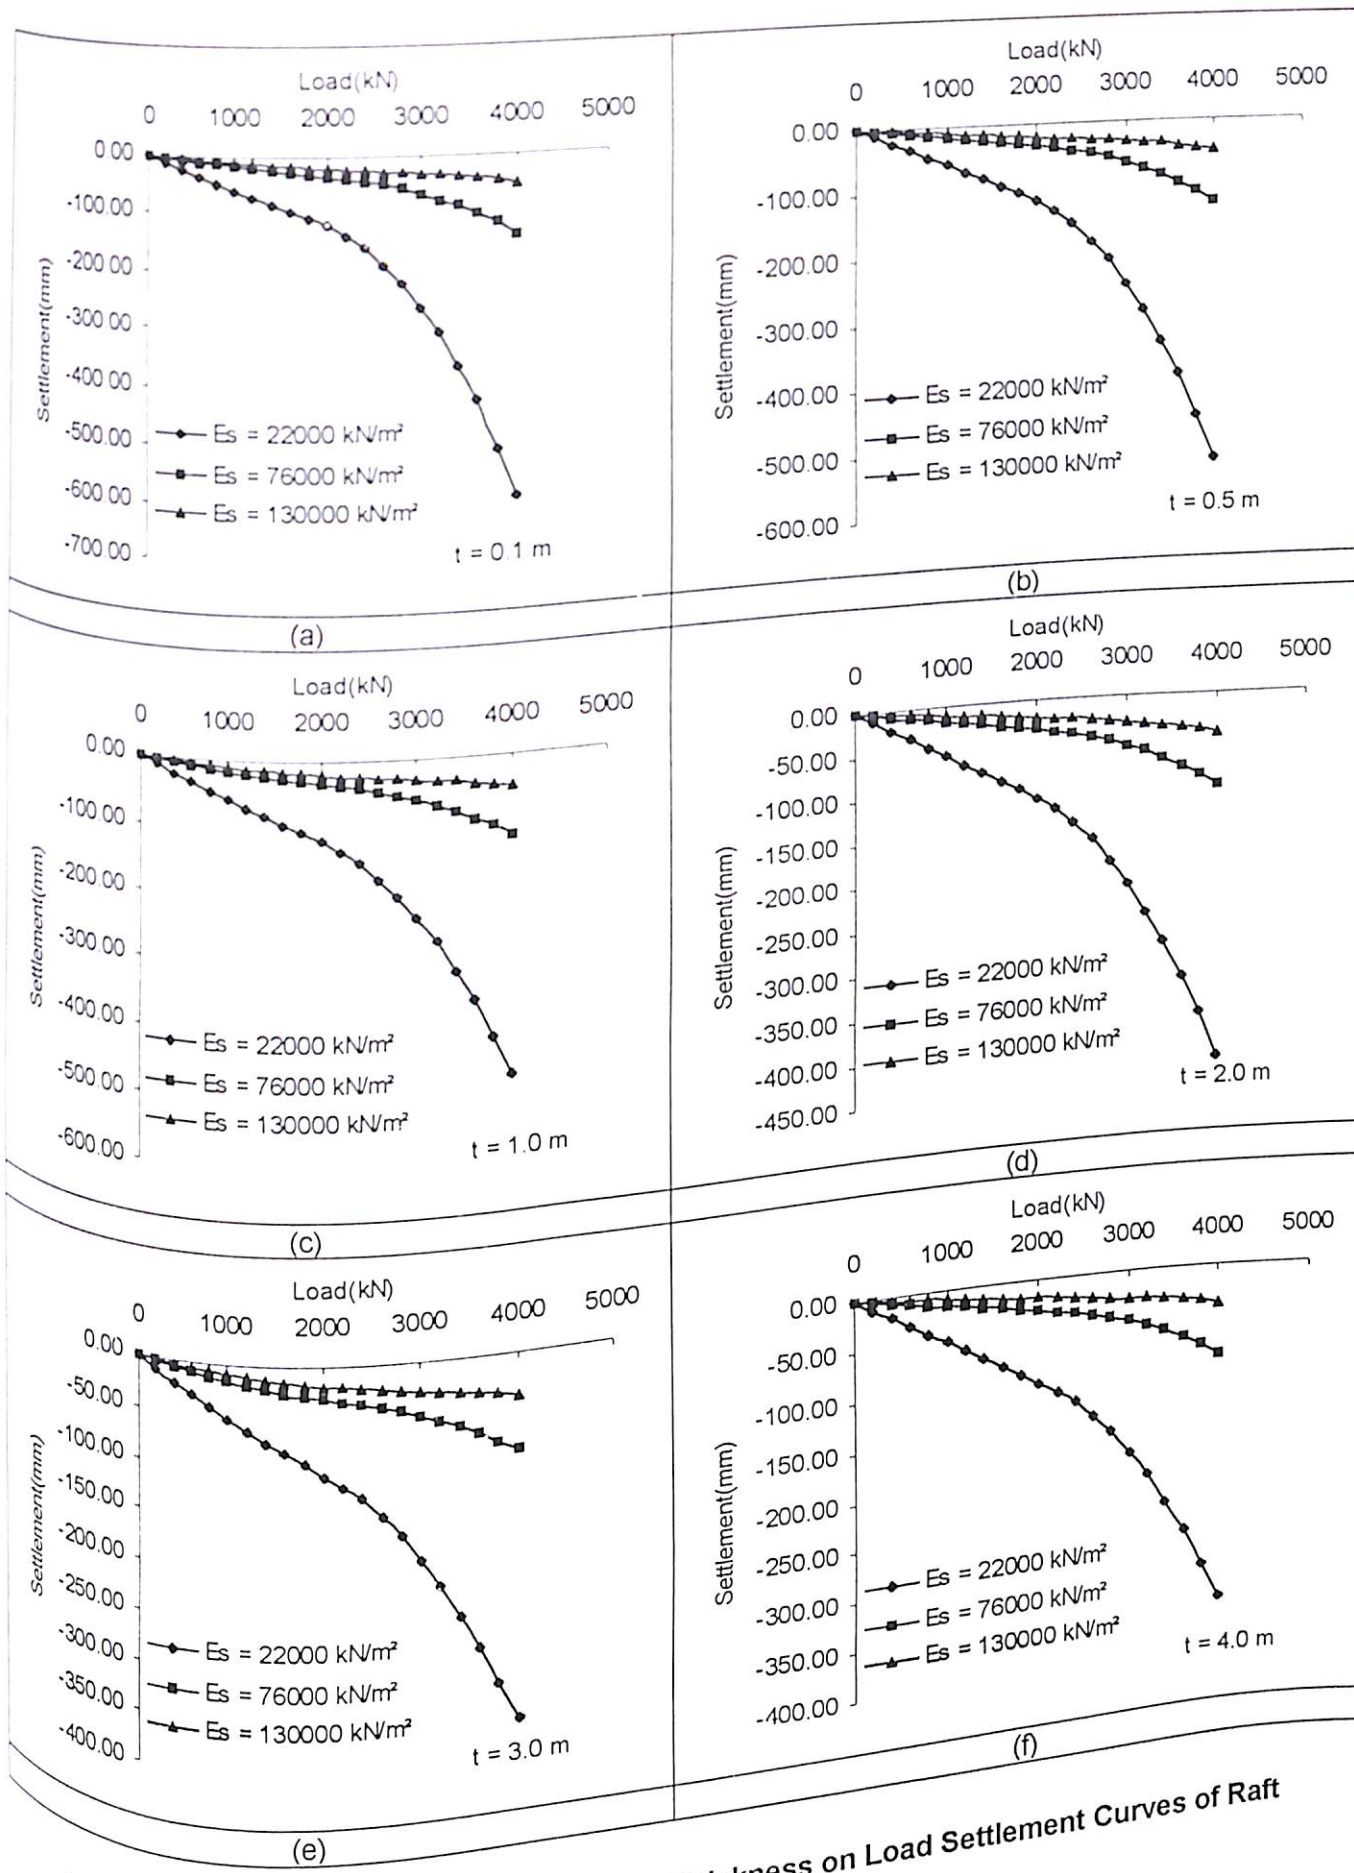 Load(kN)
0 1000 2000 3000 4000 5000
0.00
-100.00
-200.00
-300.00
-400.00
-500.00
-600.00
-700.00
Settlement(mm)
Es = 22000 kN/m²
Es = 76000 kN/m²
Es = 130000 kN/m²
t = 0.1 m
(a)
Load(kN)
0 1000 2000 3000 4000 5000
0.00
-100.00
-200.00
-300.00
-400.00
-500.00
-600.00
Settlement(mm)
Es = 22000 kN/m²
Es = 76000 kN/m²
Es = 130000 kN/m²
t = 0.5 m
(b)
Load(kN)
0 1000 2000 3000 4000 5000
0.00
-100.00
-200.00
-300.00
-400.00
-500.00
-600.00
Settlement(mm)
Es = 22000 kN/m²
Es = 76000 kN/m²
Es = 130000 kN/m²
t = 1.0 m
(c)
Load(kN)
0 1000 2000 3000 4000 5000
0.00
-50.00
-100.00
-150.00
-200.00
-250.00
-300.00
-350.00
-400.00
-450.00
Settlement(mm)
Es = 22000 kN/m²
Es = 76000 kN/m²
Es = 130000 kN/m²
t = 2.0 m
(d)
Load(kN)
0 1000 2000 3000 4000 5000
0.00
-50.00
-100.00
-150.00
-200.00
-250.00
-300.00
-350.00
-400.00
Settlement(mm)
Es = 22000 kN/m²
Es = 76000 kN/m²
Es = 130000 kN/m²
t = 3.0 m
(e)
Load(kN)
0 1000 2000 3000 4000 5000
0.00
-50.00
-100.00
-150.00
-200.00
-250.00
-300.00
-350.00
-400.00
Settlement(mm)
Es = 22000 kN/m²
Es = 76000 kN/m²
Es = 130000 kN/m²
t = 4.0 m
(f)
on Load Settlement Curves of Raft